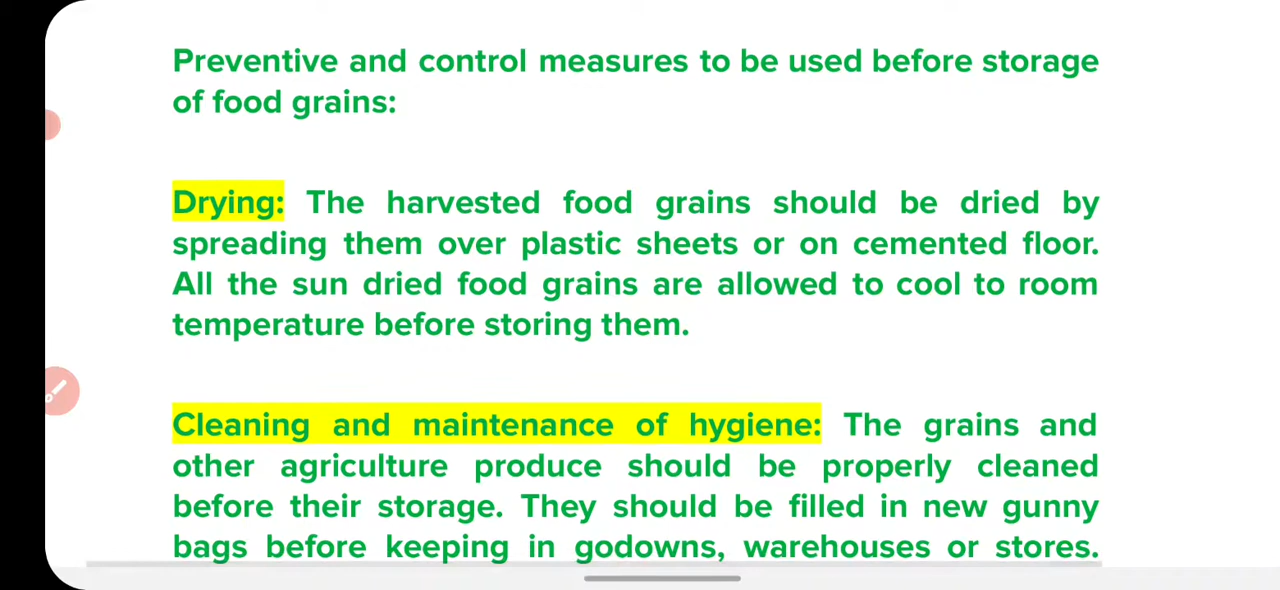 Preventive and control measures to be used before storage
of food grains:
Drying: The harvested food grains should be dried by
spreading them over plastic sheets or on cemented floor.
All the sun dried food grains are allowed to cool to room
temperature before storing them.
Cleaning and maintenance of hygiene: The grains and
other agriculture produce should be properly cleaned
before their storage. They should be filled in new gunny
bags before keeping in godowns, warehouses or stores.